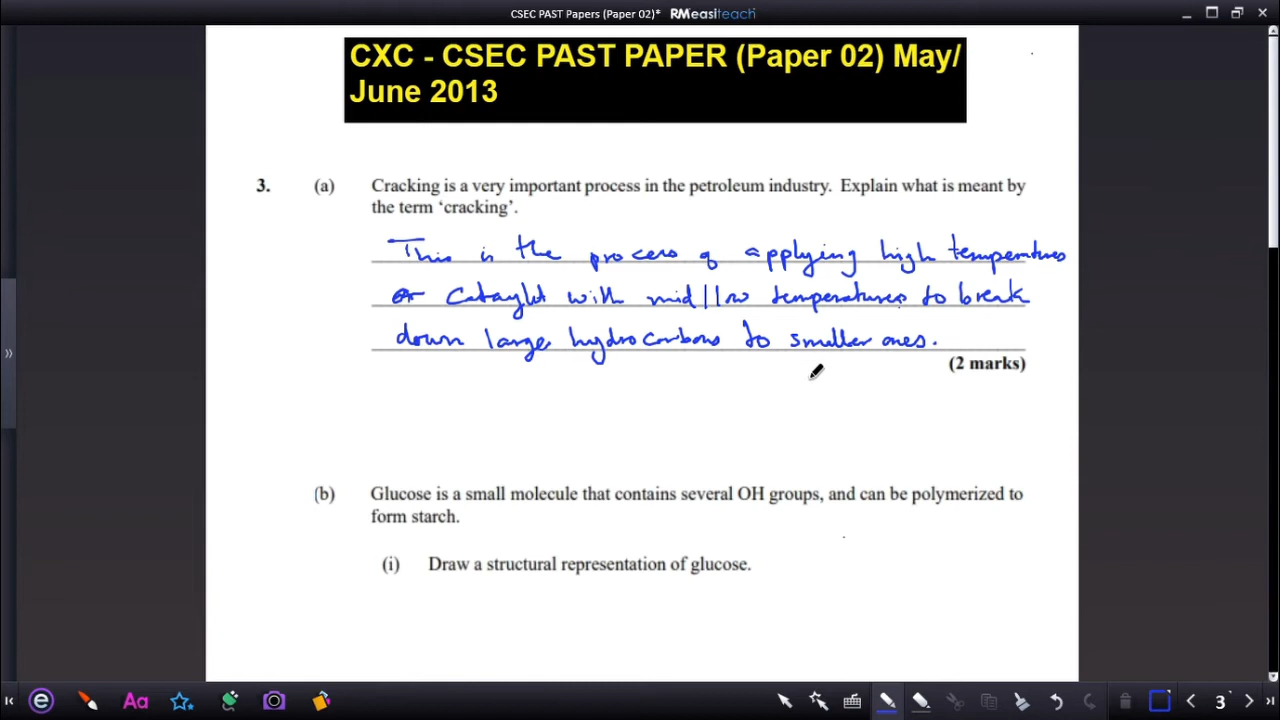 CSEC PAST Papers (Paper 02)* RMeasiteach
CXC - CSEC PAST PAPER (Paper 02) May/
June 2013
3. (a) Cracking is a very important process in the petroleum industry. Explain what is meant by
the term ‘cracking’.
This is the process of applying high temperatures
or Cataylst with mid/low temperatures to break
down large hydrocarbons to smaller ones.
(2 marks)
(b) Glucose is a small molecule that contains several OH groups, and can be polymerized to
form starch.
(i) Draw a structural representation of glucose.
Aa
3